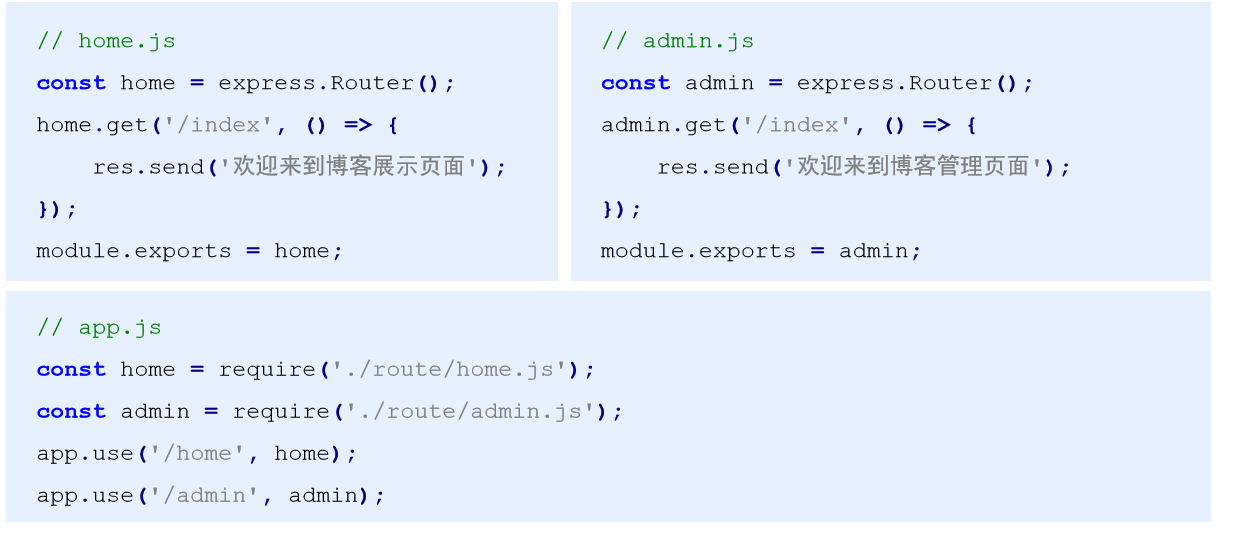 // home.js
const home = express.Router();
home.get('/index', () => {
    res.send('欢迎来到博客展示页面');
});
module.exports = home;
// admin.js
const admin = express.Router();
admin.get('/index', () => {
    res.send('欢迎来到博客管理页面');
});
module.exports = admin;
// app.js
const home = require('./route/home.js');
const admin = require('./route/admin.js');
app.use('/home', home);
app.use('/admin', admin);